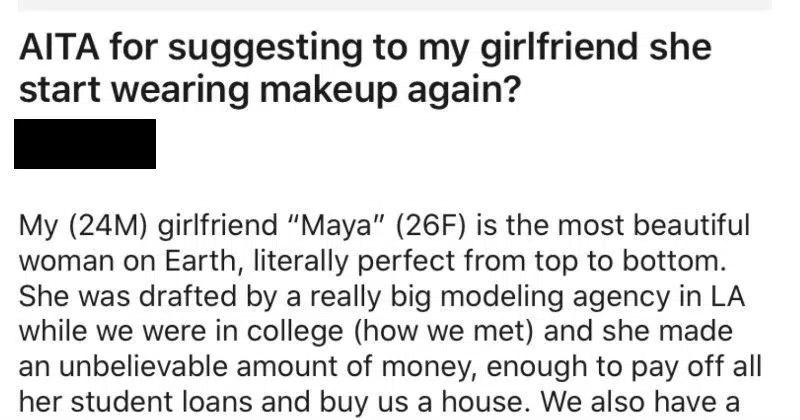 AITA for suggesting to my girlfriend she
start wearing makeup again?
My (24M) girlfriend “Maya” (26F) is the most beautiful
woman on Earth, literally perfect from top to bottom.
She was drafted by a really big modeling agency in LA
while we were in college (how we met) and she made
an unbelievable amount of money, enough to pay off all
her student loans and buy us a house. We also have a